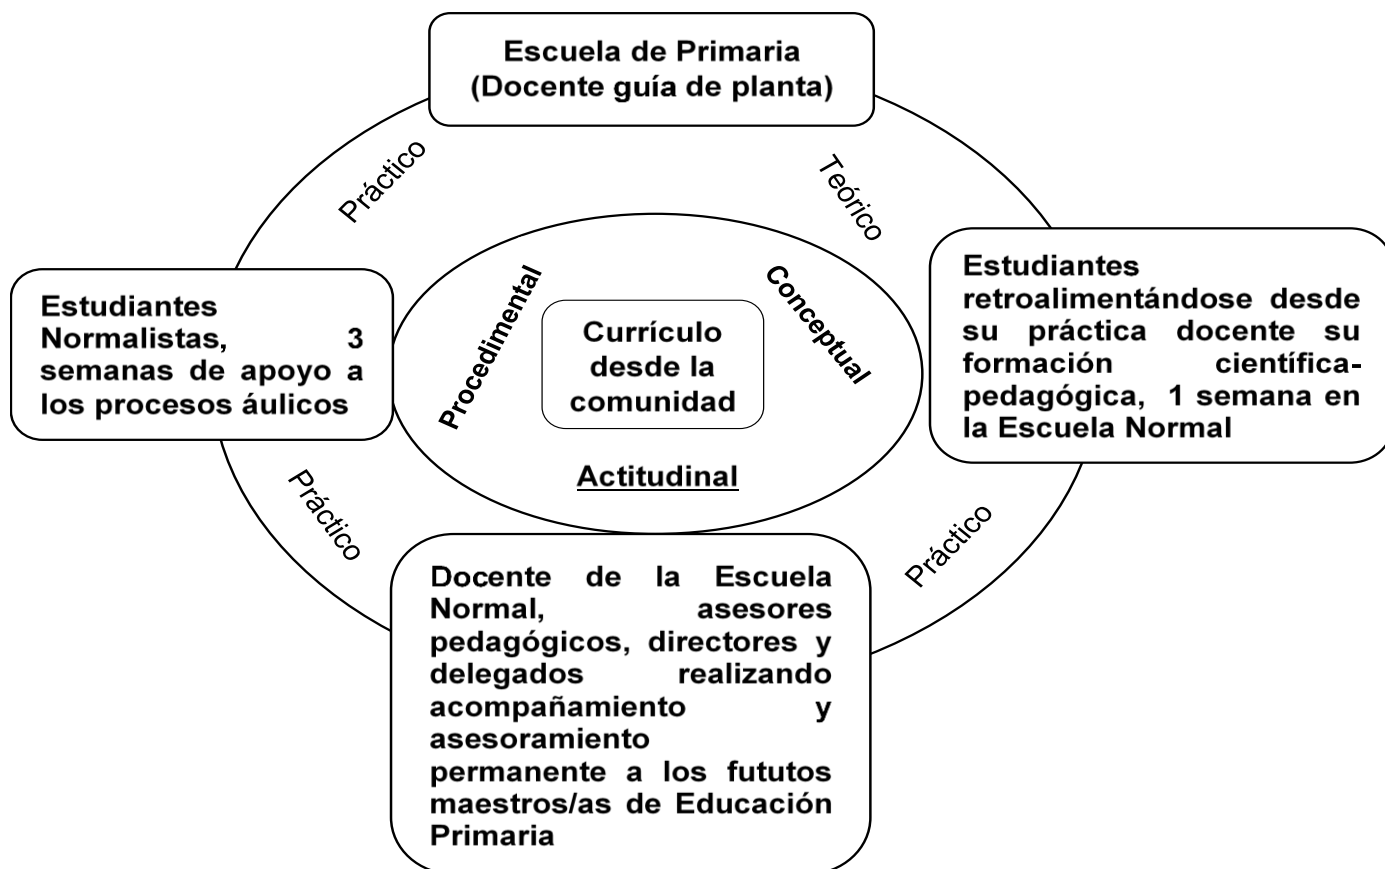 Escuela de Primaria
(Docente guía de planta)
Práctico
Teórico
Estudiantes
Normalistas, 3
semanas de apoyo a
los procesos áulicos
Procedimental
Currículo
desde la
comunidad
Conceptual
Actitudinal
Estudiantes
retroalimentándose desde
su práctica docente su
formación científica-
pedagógica, 1 semana en
la Escuela Normal
Práctico
Práctico
Docente de la Escuela
Normal, asesores
pedagógicos, directores y
delegados realizando
acompañamiento y
asesoramiento
permanente a los fututos
maestros/as de Educación
Primaria